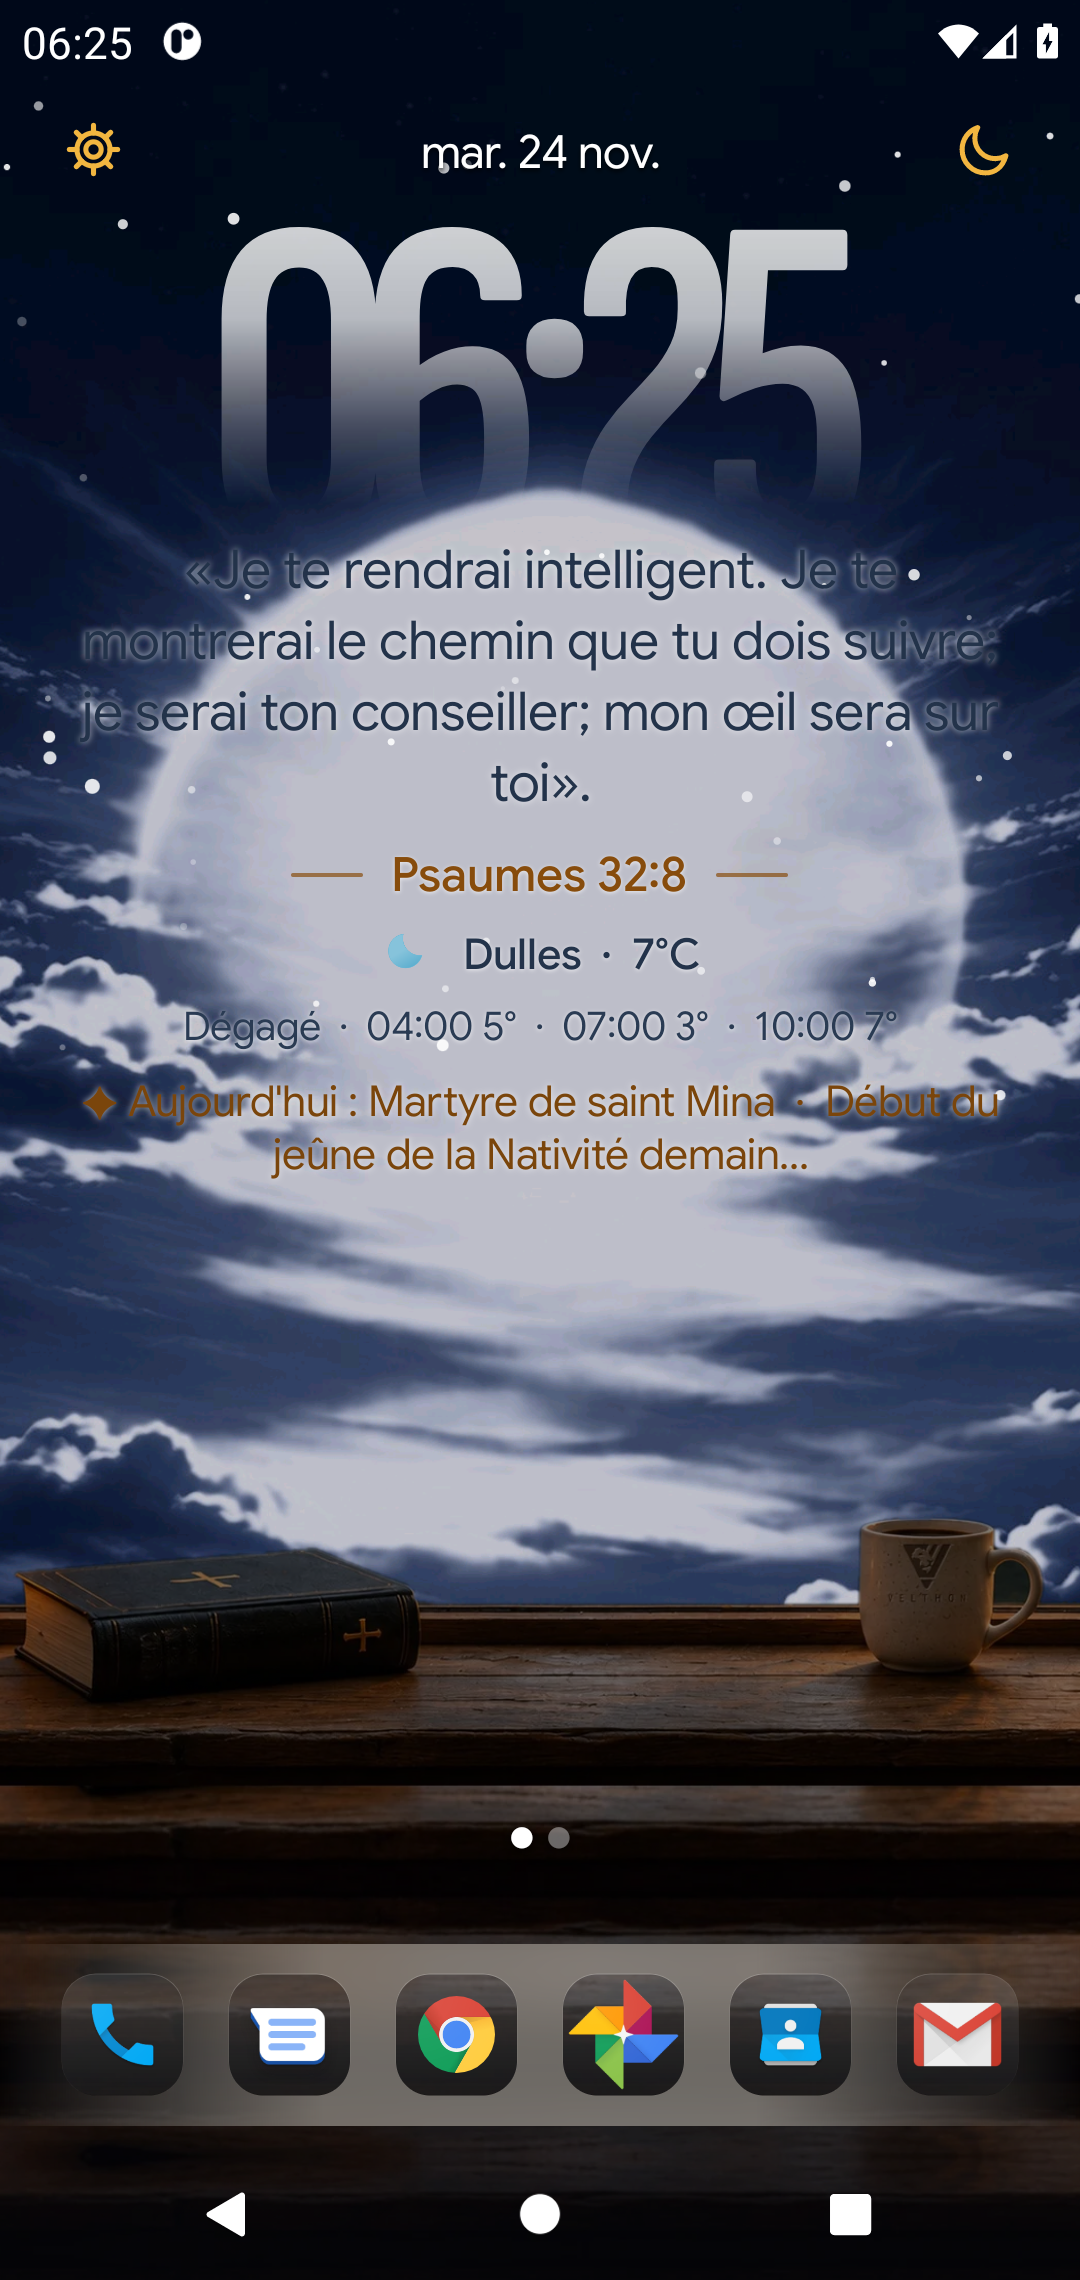 06:25
mar. 24 nov.
06:25
«Je te rendrai intelligent. Je te
montrerai le chemin que tu dois suivre;
je serai ton conseiller; mon œil sera sur
toi».
Psaumes 32:8
Dulles · 7°C
Dégagé · 04:00 5° · 07:00 3° · 10:00 7°
✦ Aujourd'hui : Martyre de saint Mina · Début du
jeûne de la Nativité demain...